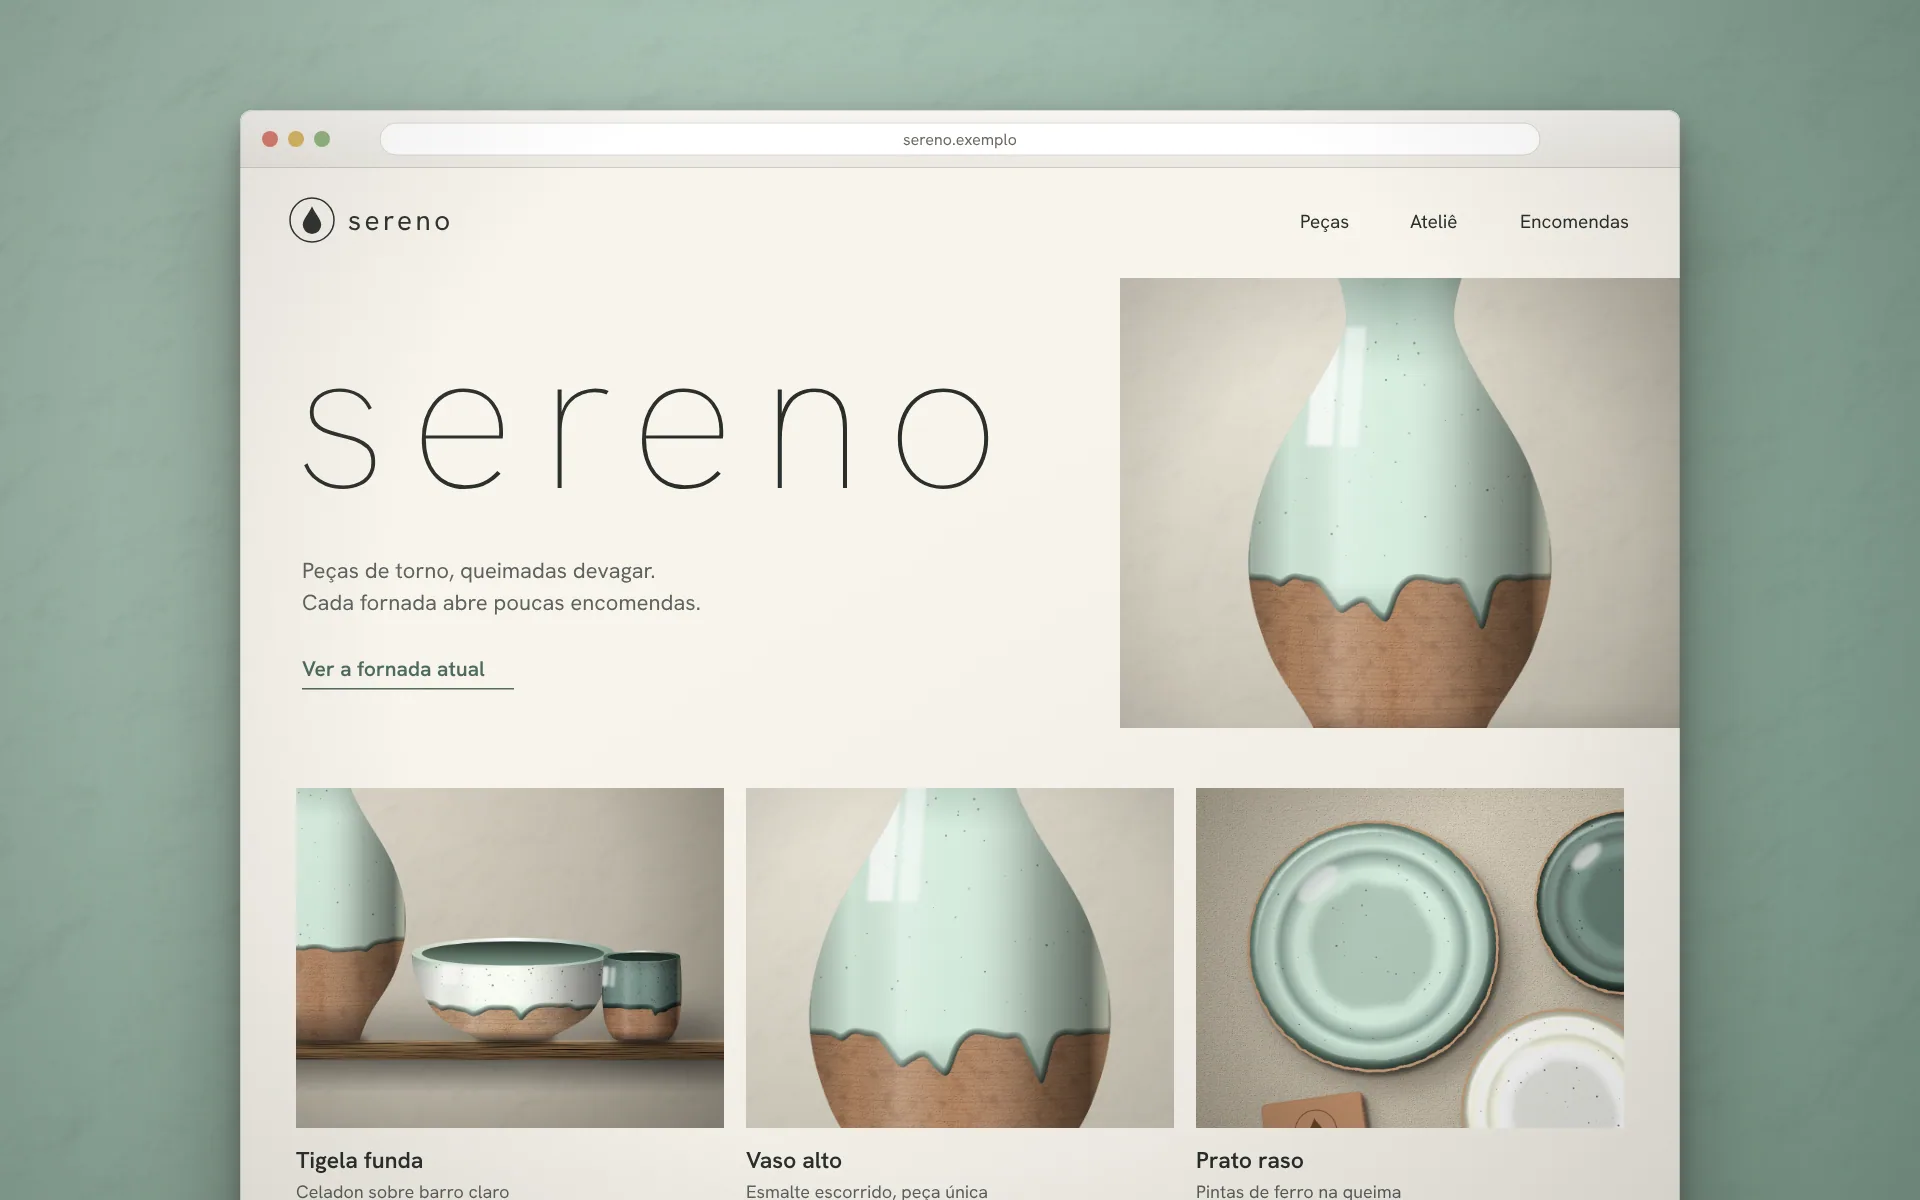 sereno.exemplo
sereno
Peças
Ateliê
Encomendas
sereno
Peças de torno, queimadas devagar.
Cada fornada abre poucas encomendas.
Ver a fornada atual
Tigela funda
Vaso alto
Prato raso
Celadon sobre barro claro
Esmalte escorrido, peça única
Pintas de ferro na queima